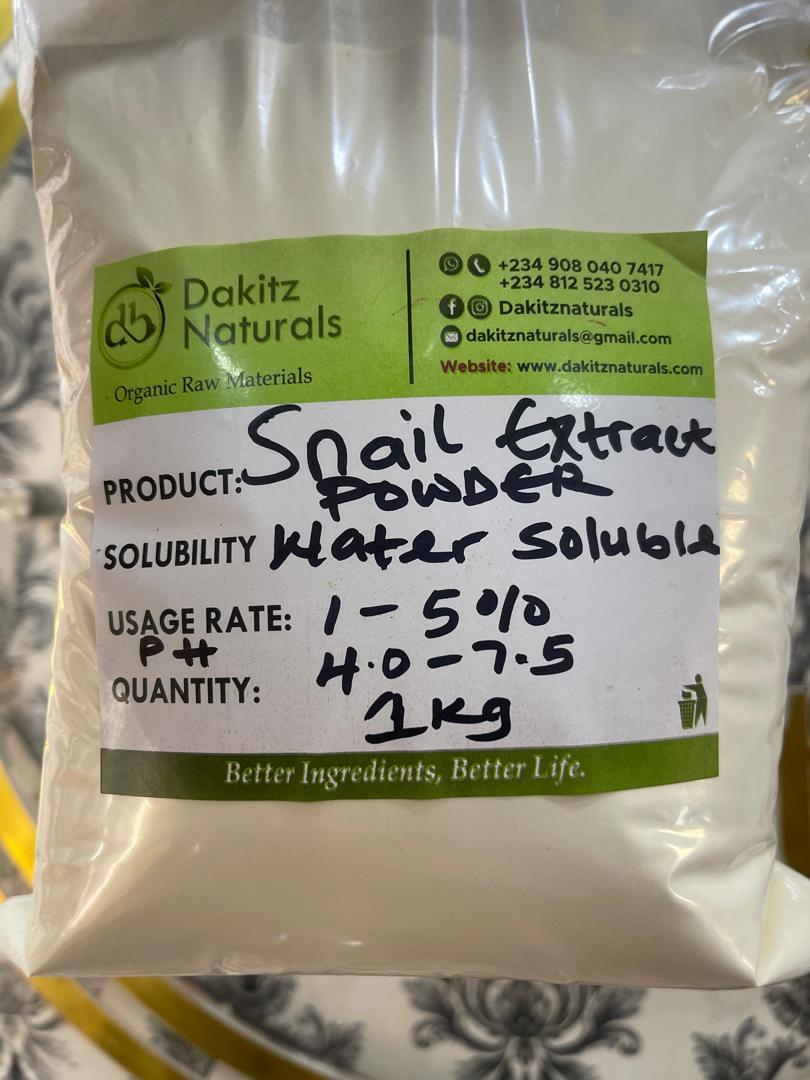 Dakitz
Naturals
Organic Raw Materials
+234 908 040 7417
+234 812 523 0310
Dakitznaturals
dakitznaturals@gmail.com
Website: www.dakitznaturals.com
PRODUCT: Snail Extract
POWDER
SOLUBILITY Water soluble
USAGE RATE: 1-5%
PH 4.0-7.5
QUANTITY: 1kg
Better Ingredients, Better Life.